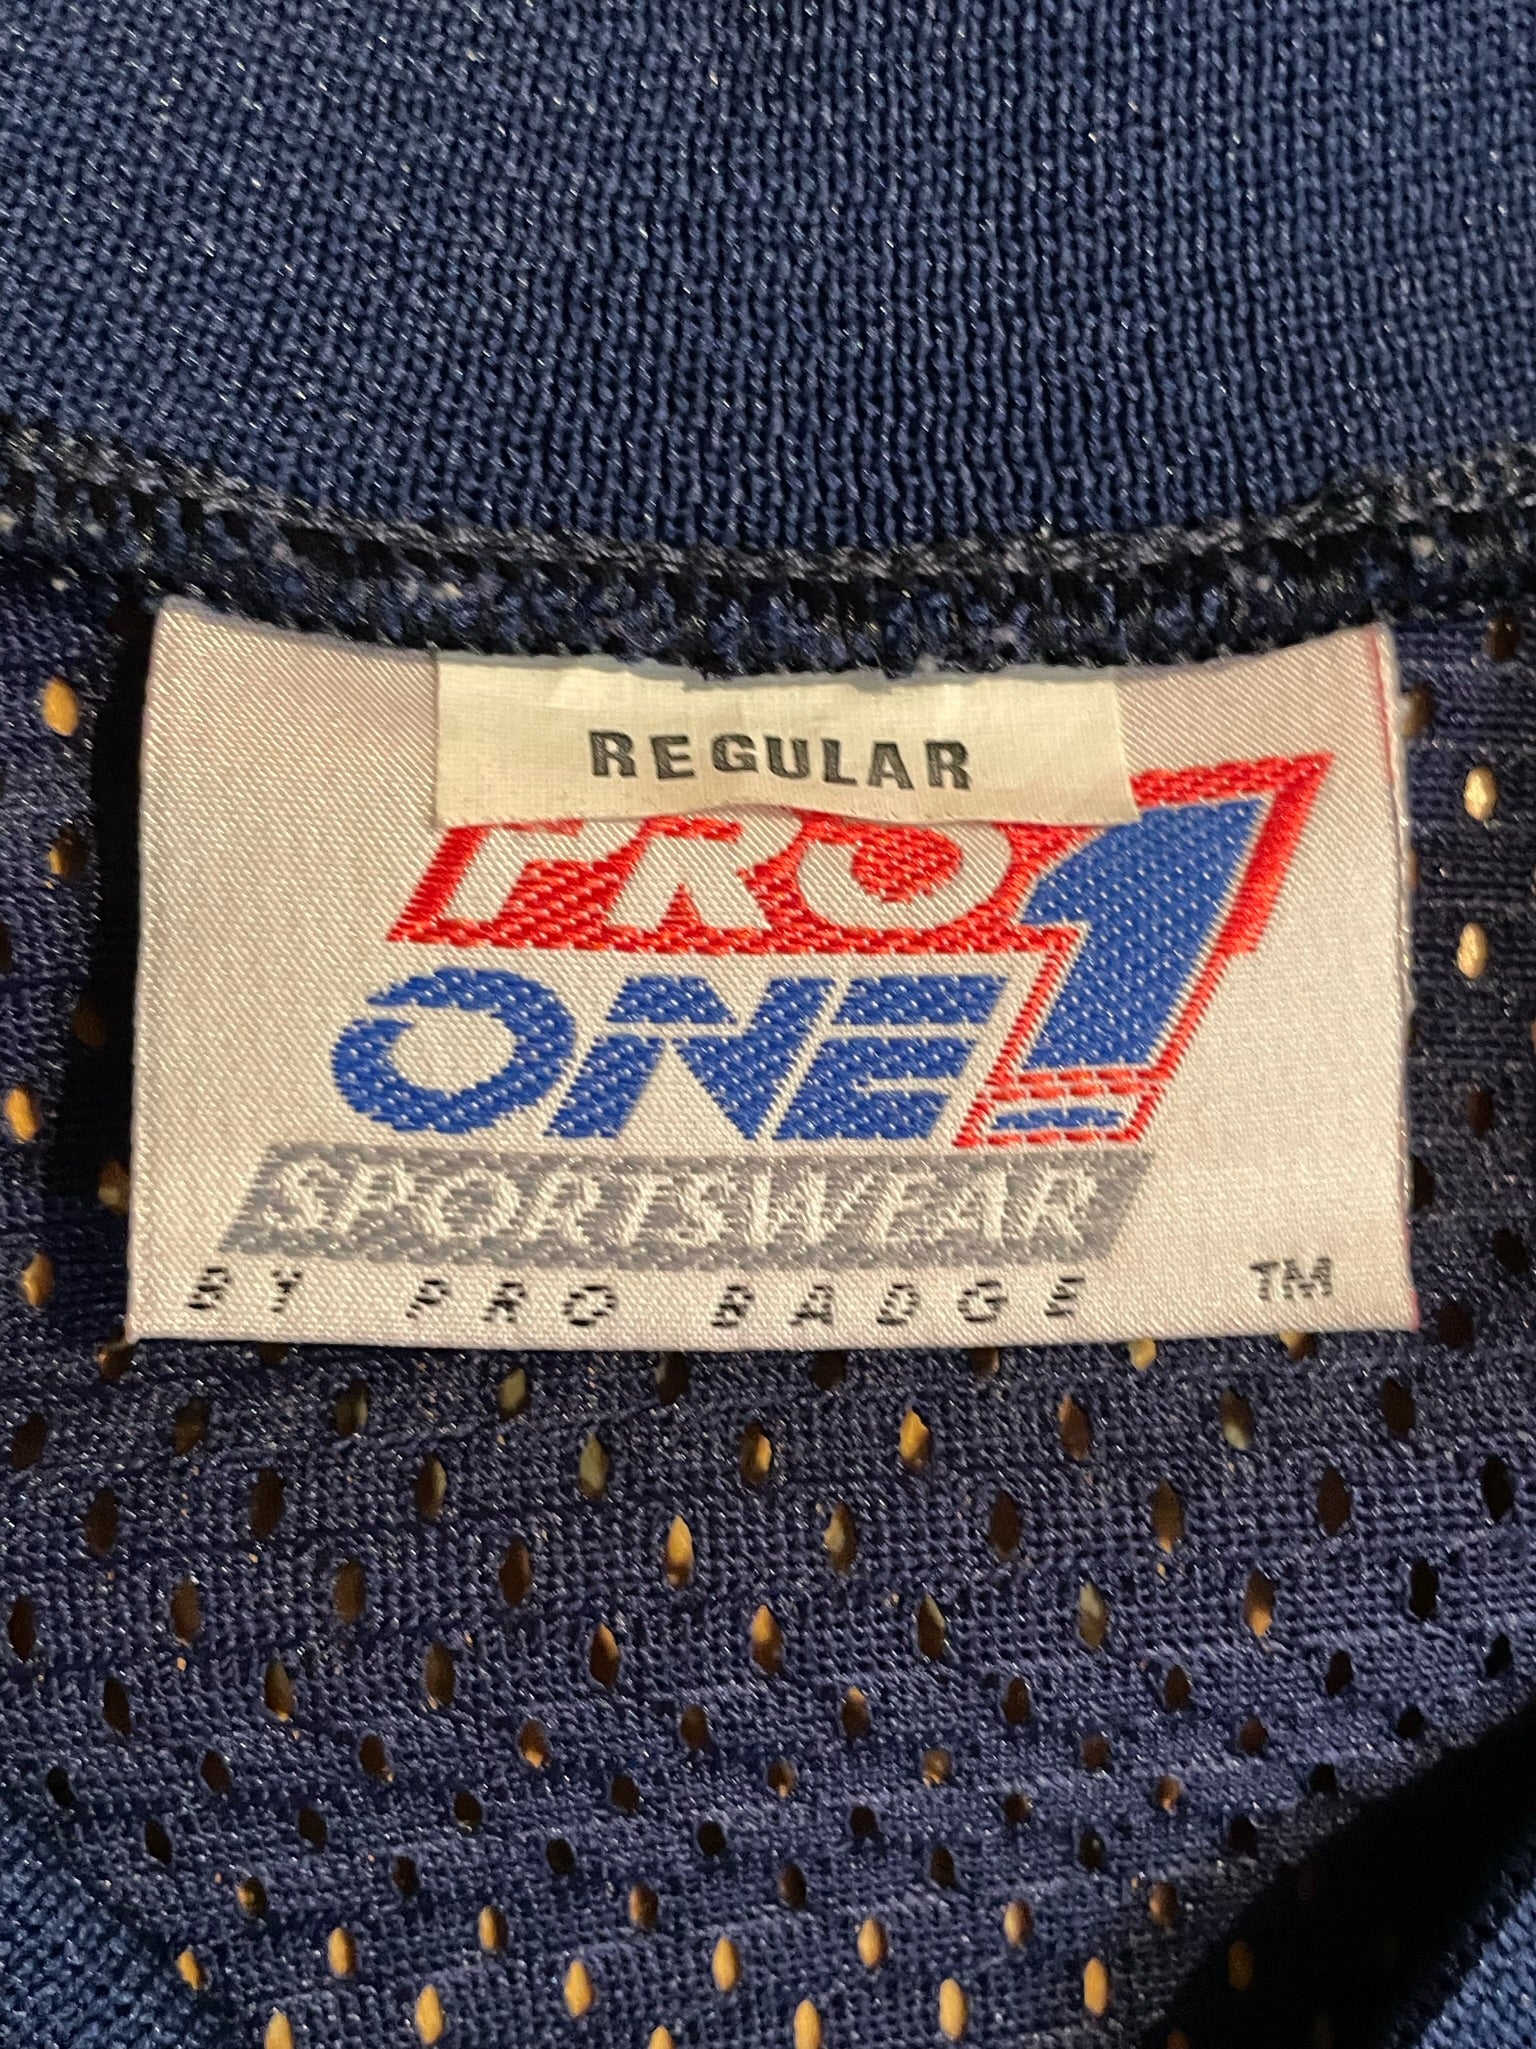 REGULAR
PRO 1
ONE
SPORTSWEAR
BY PRO BADGE TM